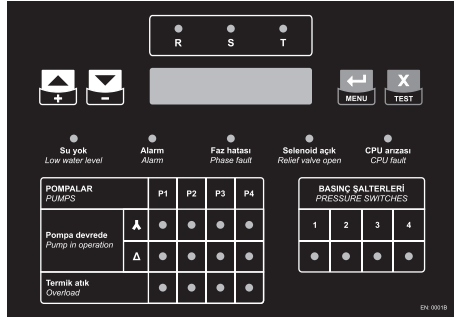 R S T
+ - MENU X TEST
Su yok Alarm Faz hatası Selenoid açık CPU arızası
Low water level Alarm Phase fault Relief valve open CPU fault
POMPALAR P1 P2 P3 P4
PUMPS
Pompa devrede
Pump in operation
Δ
Termik atık
Overload
BASINÇ ŞALTERLERİ
PRESSURE SWITCHES
1 2 3 4
EN: 0001B